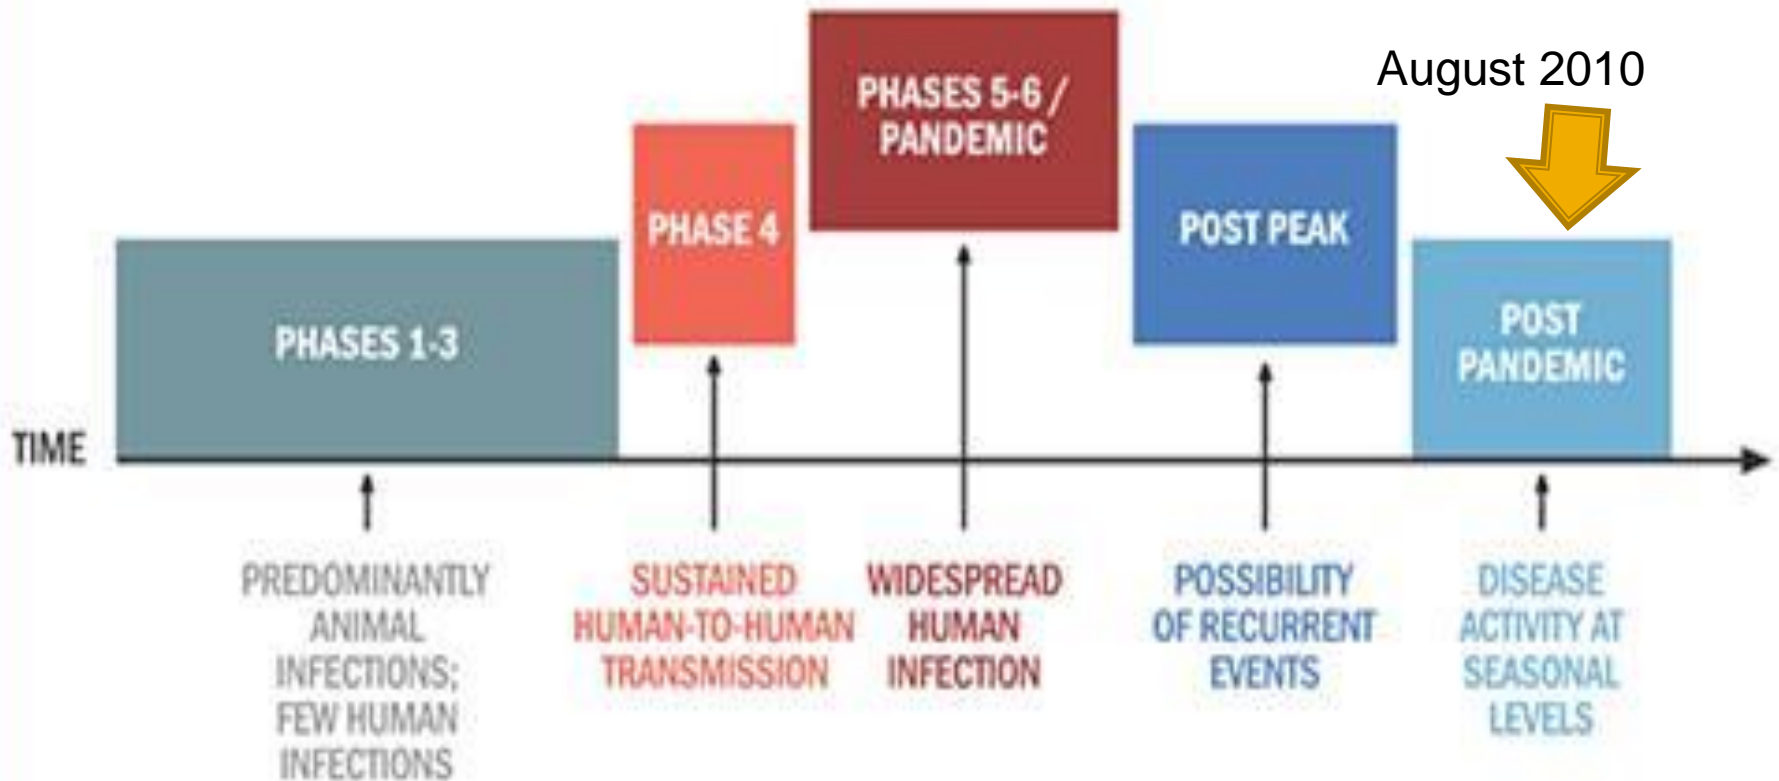 August 2010
PHASES 5-6 /
PANDEMIC
PHASE 4
POST PEAK
PHASES 1-3
POST
PANDEMIC
TIME
PREDOMINANTLY
ANIMAL
INFECTIONS;
FEW HUMAN
INFECTIONS
SUSTAINED
HUMAN-TO-HUMAN
TRANSMISSION
WIDESPREAD
HUMAN
INFECTION
POSSIBILITY
OF RECURRENT
EVENTS
DISEASE
ACTIVITY AT
SEASONAL
LEVELS